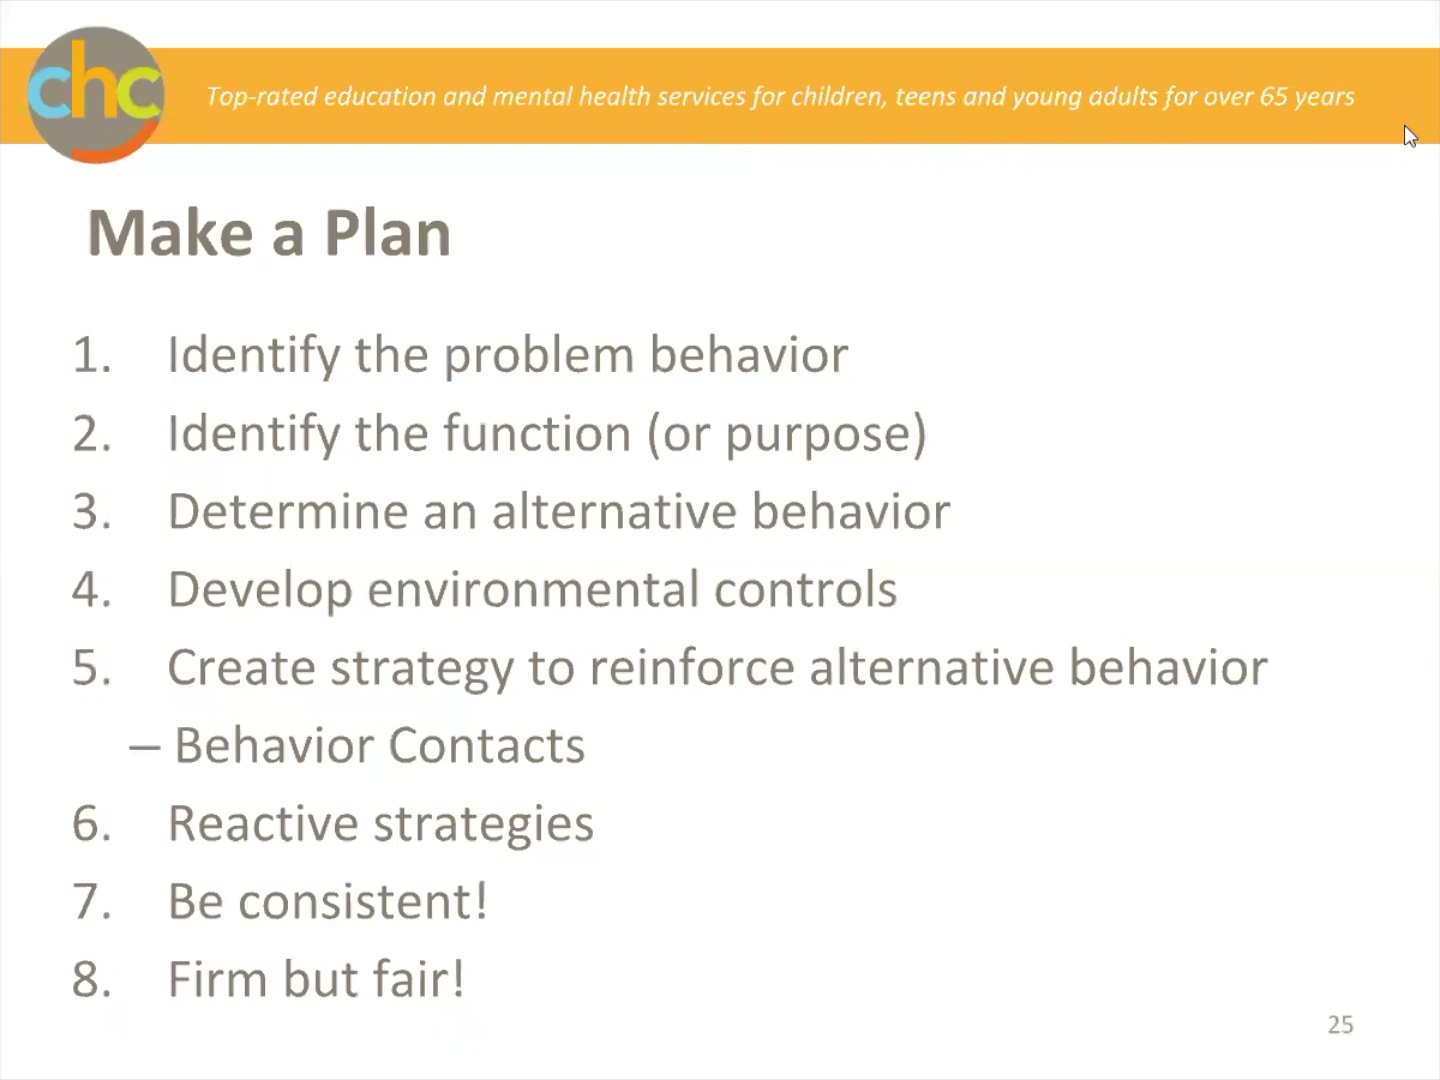 chc
Top-rated education and mental health services for children, teens and young adults for over 65 years
Make a Plan
1. Identify the problem behavior
2. Identify the function (or purpose)
3. Determine an alternative behavior
4. Develop environmental controls
5. Create strategy to reinforce alternative behavior
– Behavior Contacts
6. Reactive strategies
7. Be consistent!
8. Firm but fair!
25